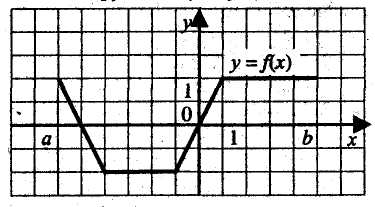 y
y = f(x)
1
0
a 1 b x